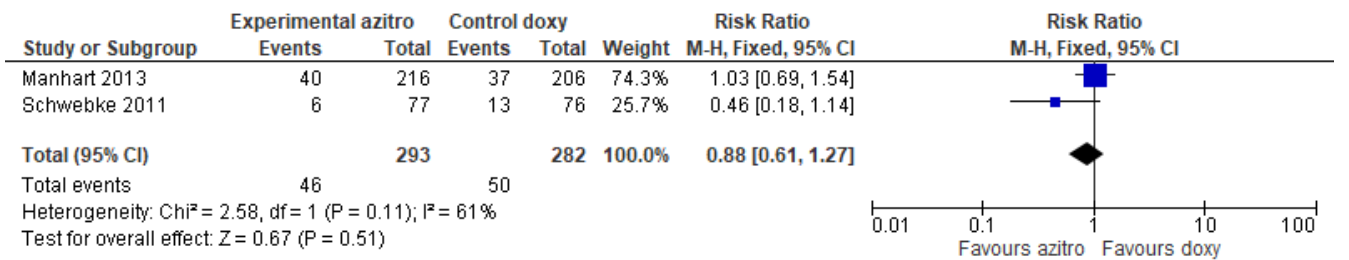 Experimental azitro Control doxy Risk Ratio Risk Ratio
Study or Subgroup Events Total Events Total Weight M-H, Fixed, 95% CI M-H, Fixed, 95% CI
Manhart 2013 40 216 37 206 74.3% 1.03 [0.69, 1.54]
Schwebke 2011 6 77 13 76 25.7% 0.46 [0.18, 1.14]
Total (95% CI) 293 282 100.0% 0.88 [0.61, 1.27]
Total events 46 50
Heterogeneity: Chi² = 2.58, df = 1 (P = 0.11); I² = 61%
Test for overall effect: Z = 0.67 (P = 0.51)
0.01 0.1 1 10 100
Favours azitro Favours doxy